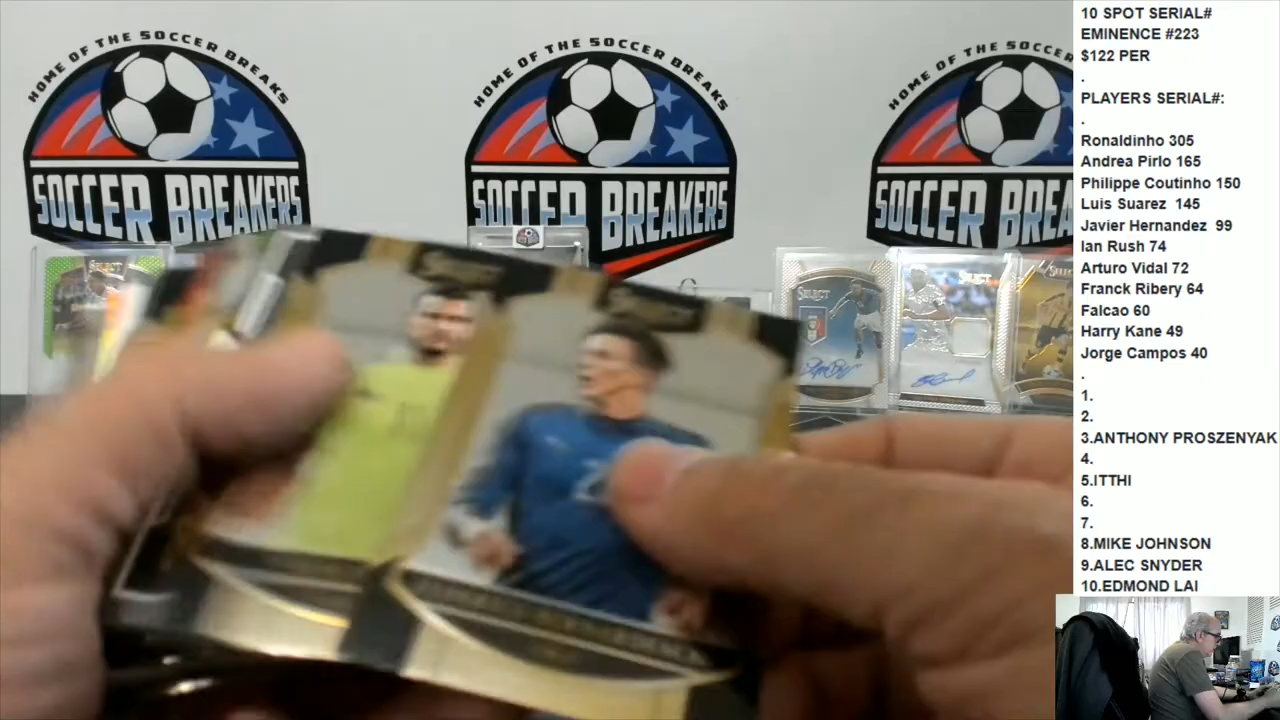 HOME OF THE SOCCER BREAKS
SOCCER BREAKERS
HOME OF THE SOCCER BREAKS
SOCCER BREAKERS
HOME OF THE SOCCER
SOCCER BREA
SELECT
SELECT
10 SPOT SERIAL#
EMINENCE #223
$122 PER
.
PLAYERS SERIAL#:
.
Ronaldinho 305
Andrea Pirlo 165
Philippe Coutinho 150
Luis Suarez 145
Javier Hernandez 99
Ian Rush 74
Arturo Vidal 72
Franck Ribery 64
Falcao 60
Harry Kane 49
Jorge Campos 40
.
1.
2.
3.ANTHONY PROSZENYAK
4.
5.ITTHI
6.
7.
8.MIKE JOHNSON
9.ALEC SNYDER
10.EDMOND LAI